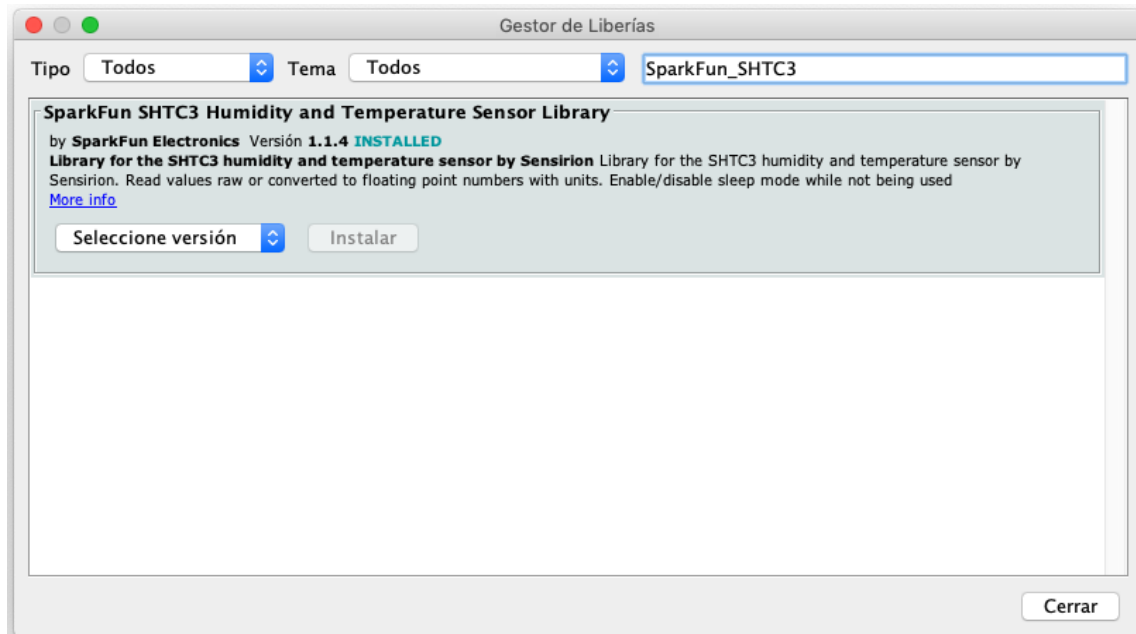 Gestor de Liberías
Tipo Todos Tema Todos SparkFun_SHTC3
SparkFun SHTC3 Humidity and Temperature Sensor Library
by SparkFun Electronics Versión 1.1.4 INSTALLED
Library for the SHTC3 humidity and temperature sensor by Sensirion Library for the SHTC3 humidity and temperature sensor by
Sensirion. Read values raw or converted to floating point numbers with units. Enable/disable sleep mode while not being used
More info
Seleccione versión Instalar
Cerrar